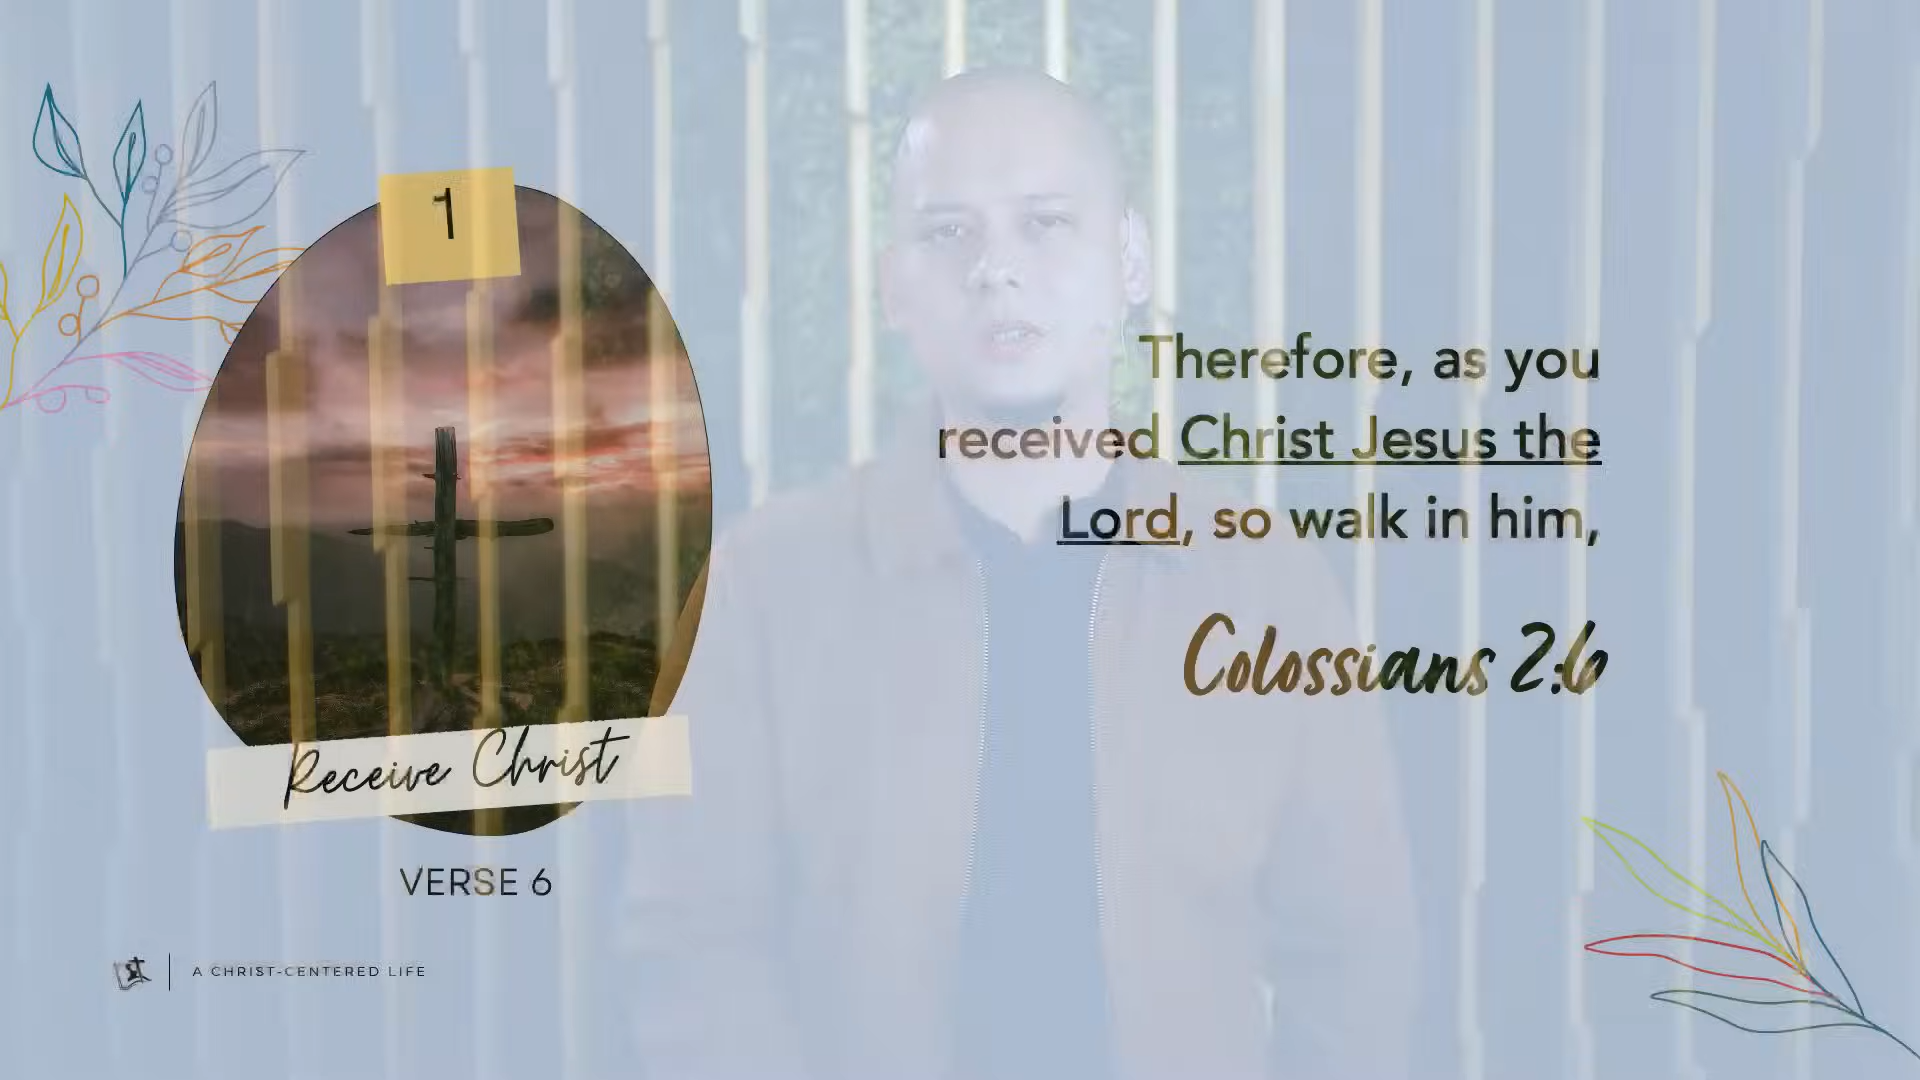 1
Receive Christ
VERSE 6
Therefore, as you
received Christ Jesus the
Lord, so walk in him,
Colossians 2:6
A CHRIST-CENTERED LIFE